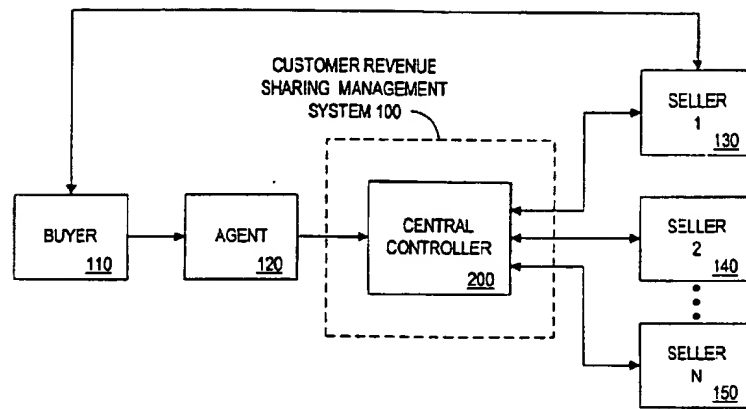 CUSTOMER REVENUE
SHARING MANAGEMENT
SYSTEM 100
SELLER
1
130
BUYER
110
AGENT
120
CENTRAL
CONTROLLER
200
SELLER
2
140
SELLER
N
150